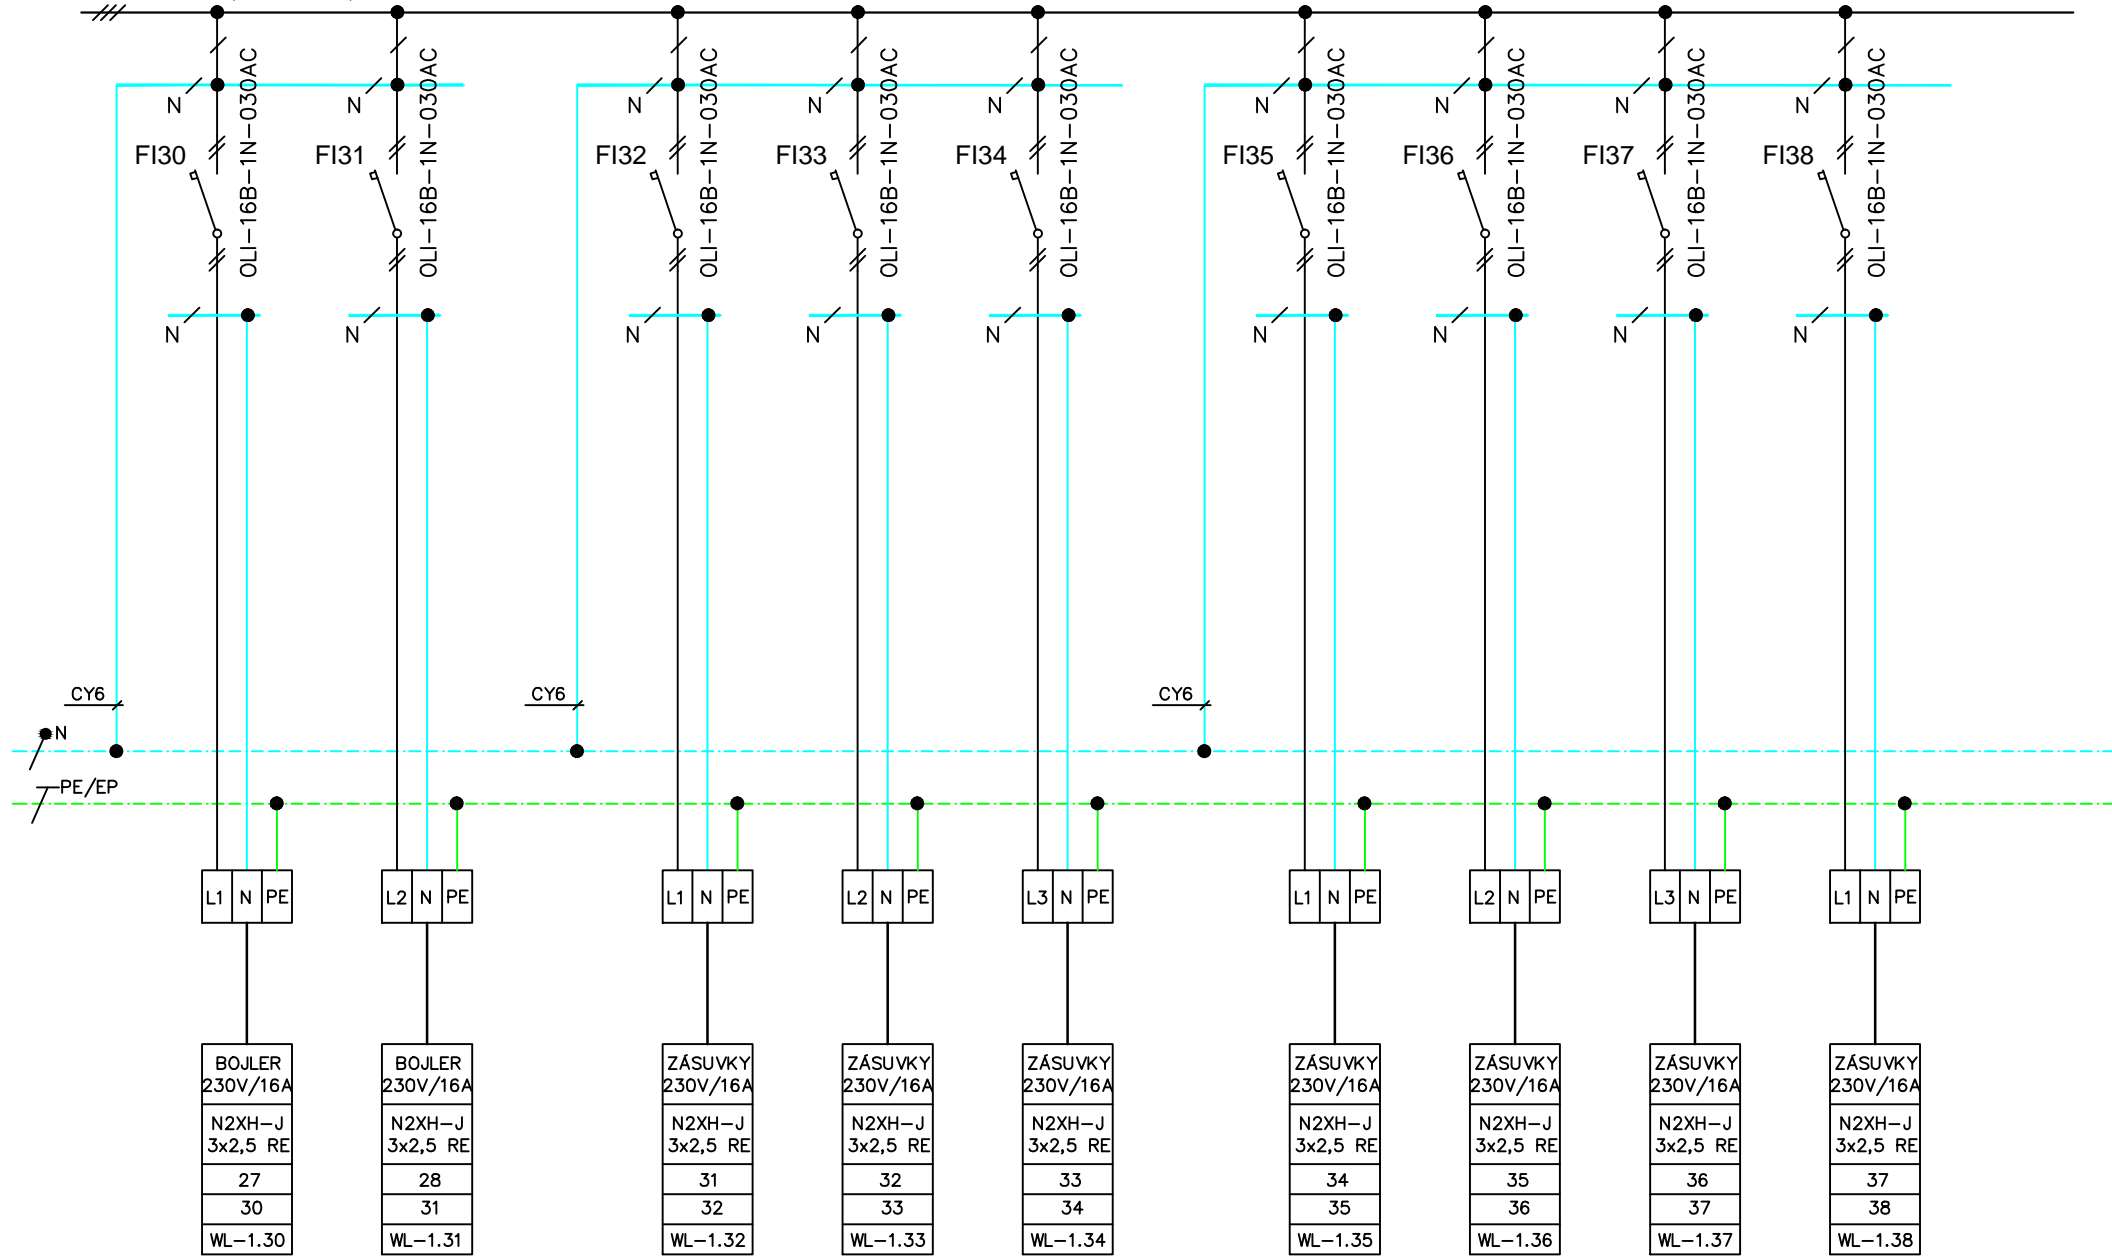 N N N N N N N N N
OLI-16B-1N-030AC OLI-16B-1N-030AC OLI-16B-1N-030AC OLI-16B-1N-030AC OLI-16B-1N-030AC OLI-16B-1N-030AC OLI-16B-1N-030AC OLI-16B-1N-030AC OLI-16B-1N-030AC
FI30 FI31 FI32 FI33 FI34 FI35 FI36 FI37 FI38
N N N N N N N N N
CY6 CY6 CY6
N
PE/EP
L1 N PE L2 N PE L1 N PE L2 N PE L3 N PE L1 N PE L2 N PE L3 N PE L1 N PE
BOJLER BOJLER ZÁSUVKY ZÁSUVKY ZÁSUVKY ZÁSUVKY ZÁSUVKY ZÁSUVKY ZÁSUVKY
230V/16A 230V/16A 230V/16A 230V/16A 230V/16A 230V/16A 230V/16A 230V/16A 230V/16A
N2XH-J N2XH-J N2XH-J N2XH-J N2XH-J N2XH-J N2XH-J N2XH-J N2XH-J
3x2,5 RE 3x2,5 RE 3x2,5 RE 3x2,5 RE 3x2,5 RE 3x2,5 RE 3x2,5 RE 3x2,5 RE 3x2,5 RE
27 28 31 32 33 34 35 36 37
30 31 32 33 34 35 36 37 38
WL-1.30 WL-1.31 WL-1.32 WL-1.33 WL-1.34 WL-1.35 WL-1.36 WL-1.37 WL-1.38